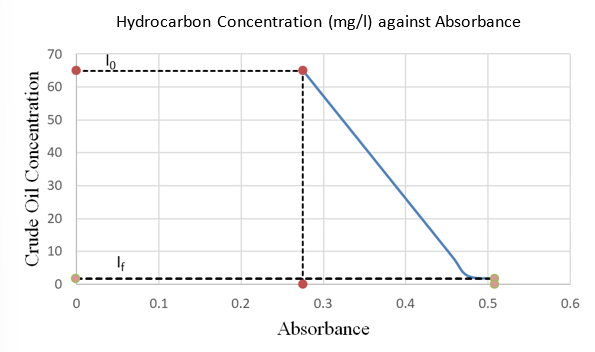 Hydrocarbon Concentration (mg/l) against Absorbance
Crude Oil Concentration
70
60
50
40
30
20
10
0
I0
If
0 0.1 0.2 0.3 0.4 0.5 0.6
Absorbance